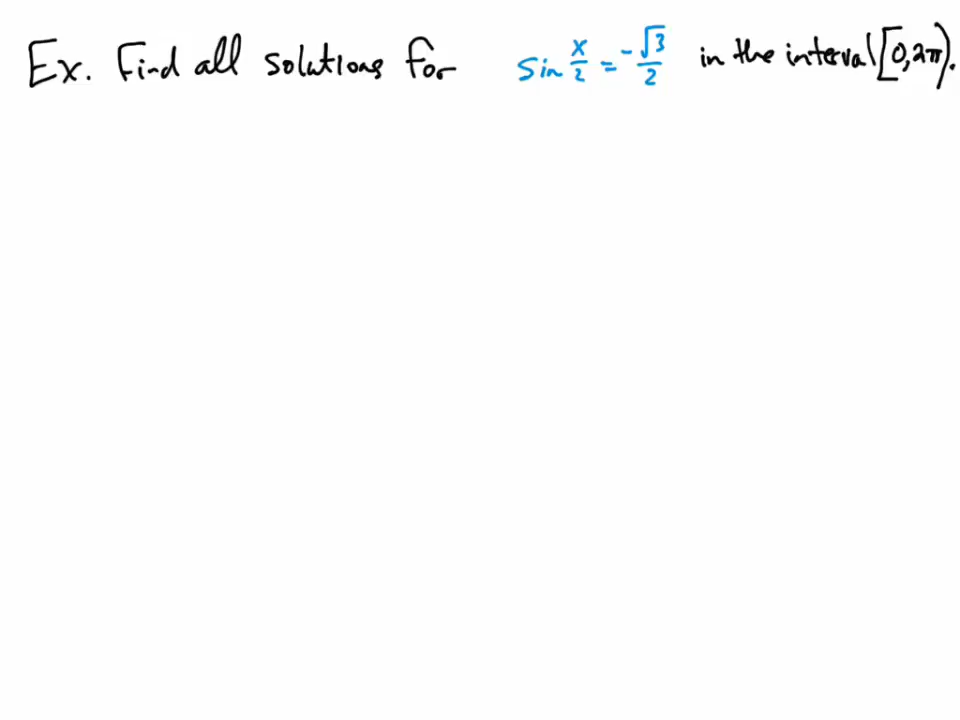 Ex. Find all solutions for sin x/2 = -√3/2 in the interval [0, 2π).